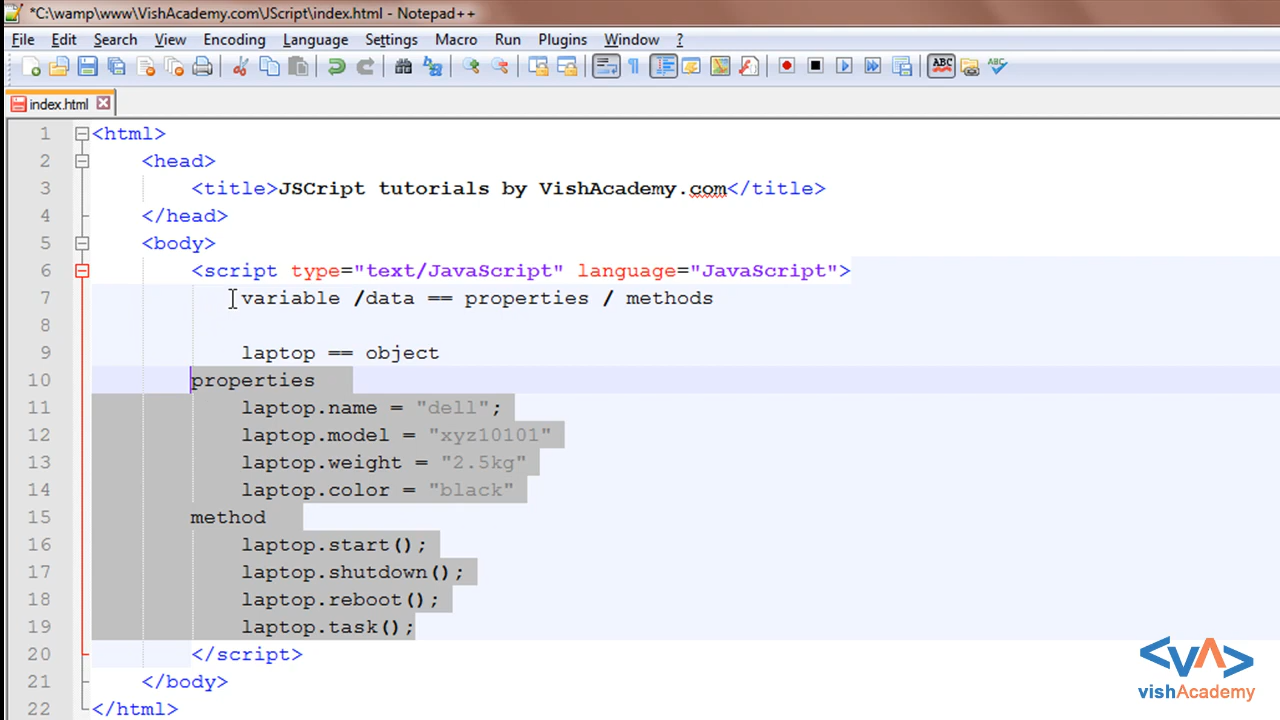 *C:\wamp\www\VishAcademy.com\JScript\index.html - Notepad++
File Edit Search View Encoding Language Settings Macro Run Plugins Window ?
ABC ABC
index.html
1 <html>
2 <head>
3 <title>JSCript tutorials by VishAcademy.com</title>
4 </head>
5 <body>
6 <script type="text/JavaScript" language="JavaScript">
7 variable /data == properties / methods
8
9 laptop == object
10 properties
11 laptop.name = "dell";
12 laptop.model = "xyz10101"
13 laptop.weight = "2.5kg"
14 laptop.color = "black"
15 method
16 laptop.start();
17 laptop.shutdown();
18 laptop.reboot();
19 laptop.task();
20 </script>
21 </body>
22 </html>
<VA>
vishAcademy